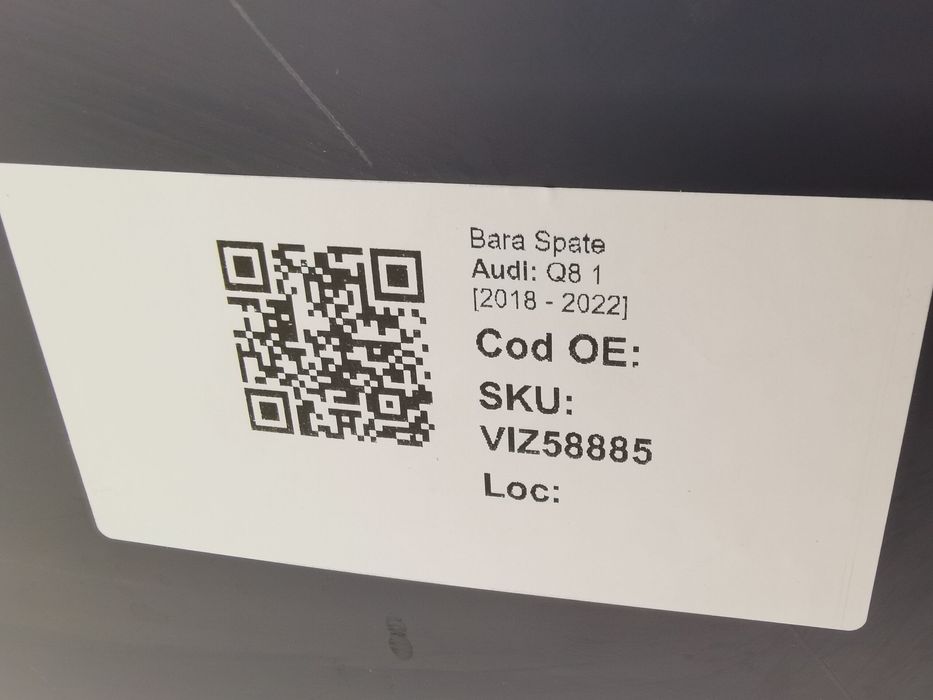 Bara Spate
Audi: Q8 1
[2018 - 2022]
Cod OE:
SKU:
VIZ58885
Loc: